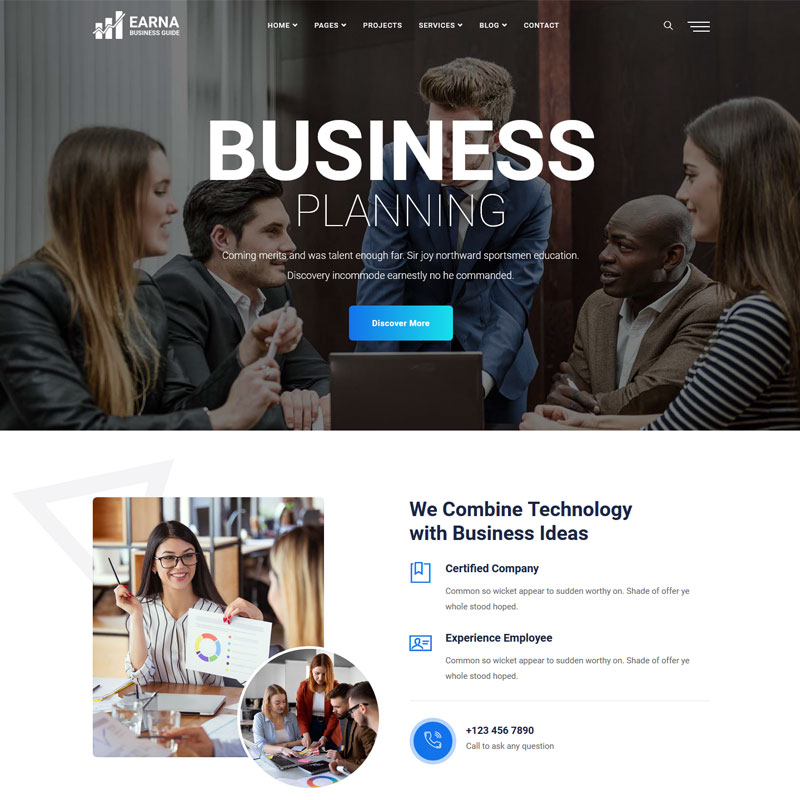 EARNA
BUSINESS GUIDE
HOME PAGES PROJECTS SERVICES BLOG CONTACT
BUSINESS
PLANNING
Coming merits and was talent enough far. Sir joy northward sportsmen education.
Discovery incommode earnestly no he commanded.
Discover More
We Combine Technology
with Business Ideas
Certified Company
Common so wicket appear to sudden worthy on. Shade of offer ye
whole stood hoped.
Experience Employee
Common so wicket appear to sudden worthy on. Shade of offer ye
whole stood hoped.
+123 456 7890
Call to ask any question